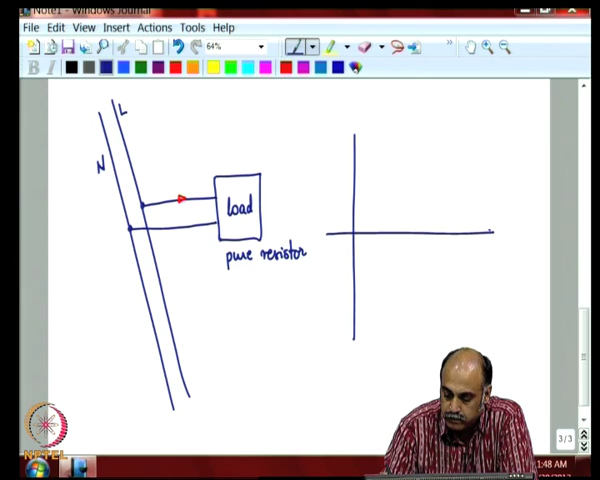 Note1 - Windows Journal
File Edit View Insert Actions Tools Help
64%
B I
L
N
Load
pure resistor
3/3
NPTEL
1:48 AM